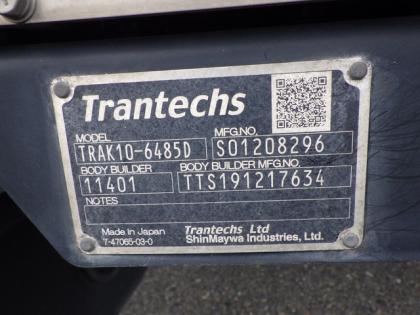 Trantechs
MODEL MFG.NO.
TRAK10-6485D S01208296
BODY BUILDER BODY BUILDER MFG.NO.
11401 TTS191217634
NOTES
Made in Japan Trantechs Ltd
7-47065-03-0 ShinMaywa Industries, Ltd.